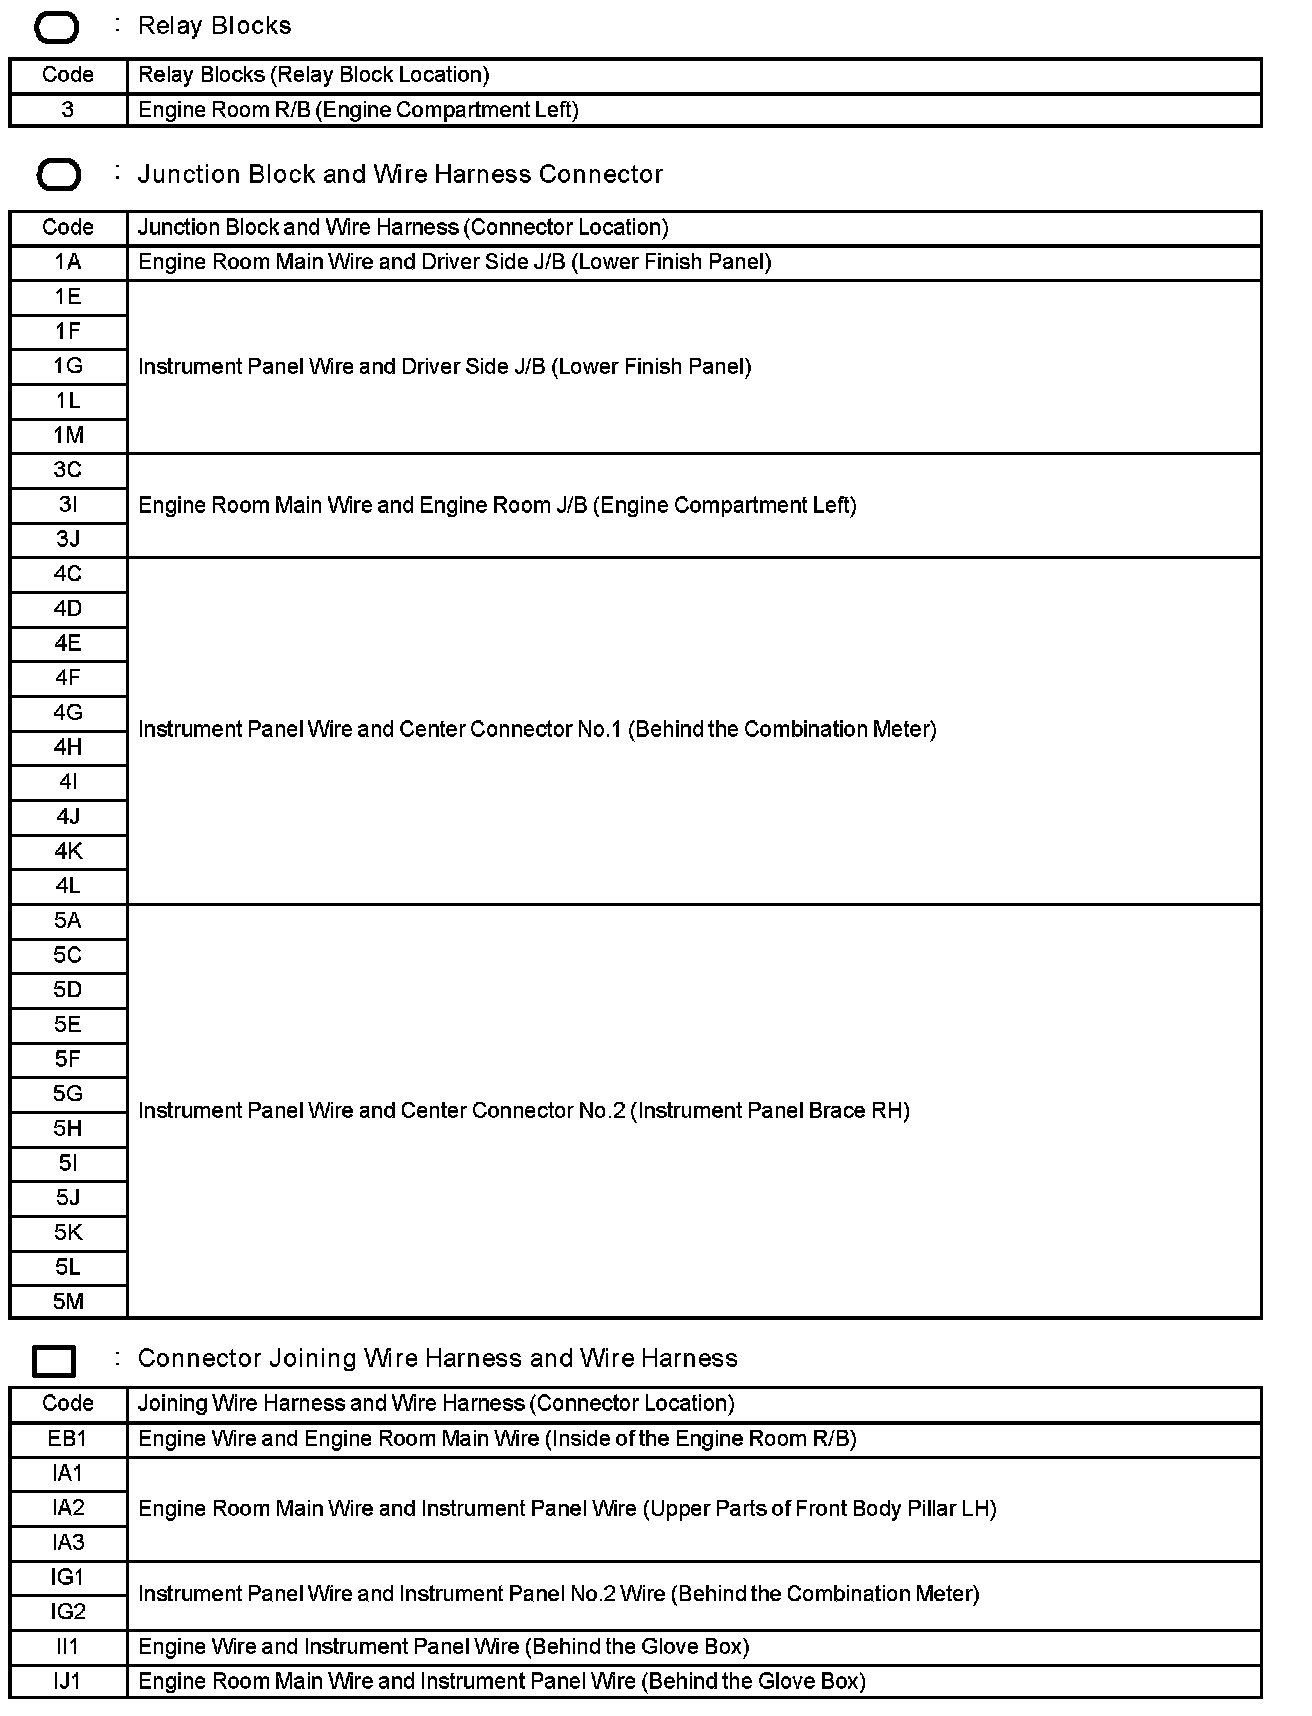 : Relay Blocks
Code Relay Blocks (Relay Block Location)
3 Engine Room R/B (Engine Compartment Left)
: Junction Block and Wire Harness Connector
Code Junction Block and Wire Harness (Connector Location)
1A Engine Room Main Wire and Driver Side J/B (Lower Finish Panel)
1E
1F
1G Instrument Panel Wire and Driver Side J/B (Lower Finish Panel)
1L
1M
3C
3I Engine Room Main Wire and Engine Room J/B (Engine Compartment Left)
3J
4C
4D
4E
4F
4G
Instrument Panel Wire and Center Connector No.1 (Behind the Combination Meter)
4H
4I
4J
4K
4L
5A
5C
5D
5E
5F
5G
Instrument Panel Wire and Center Connector No.2 (Instrument Panel Brace RH)
5H
5I
5J
5K
5L
5M
: Connector Joining Wire Harness and Wire Harness
Code Joining Wire Harness and Wire Harness (Connector Location)
EB1 Engine Wire and Engine Room Main Wire (Inside of the Engine Room R/B)
IA1
IA2 Engine Room Main Wire and Instrument Panel Wire (Upper Parts of Front Body Pillar LH)
IA3
IG1
Instrument Panel Wire and Instrument Panel No.2 Wire (Behind the Combination Meter)
IG2
II1 Engine Wire and Instrument Panel Wire (Behind the Glove Box)
IJ1 Engine Room Main Wire and Instrument Panel Wire (Behind the Glove Box)